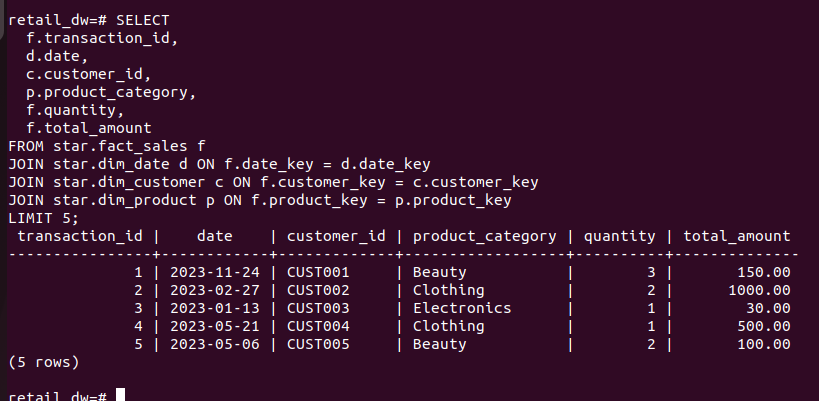 retail_dw=# SELECT
  f.transaction_id,
  d.date,
  c.customer_id,
  p.product_category,
  f.quantity,
  f.total_amount
FROM star.fact_sales f
JOIN star.dim_date d ON f.date_key = d.date_key
JOIN star.dim_customer c ON f.customer_key = c.customer_key
JOIN star.dim_product p ON f.product_key = p.product_key
LIMIT 5;
 transaction_id |    date    | customer_id | product_category | quantity | total_amount
----------------+------------+-------------+------------------+----------+--------------
              1 | 2023-11-24 | CUST001     | Beauty           |        3 |       150.00
              2 | 2023-02-27 | CUST002     | Clothing         |        2 |      1000.00
              3 | 2023-01-13 | CUST003     | Electronics      |        1 |        30.00
              4 | 2023-05-21 | CUST004     | Clothing         |        1 |       500.00
              5 | 2023-05-06 | CUST005     | Beauty           |        2 |       100.00
(5 rows)
retail_dw=#